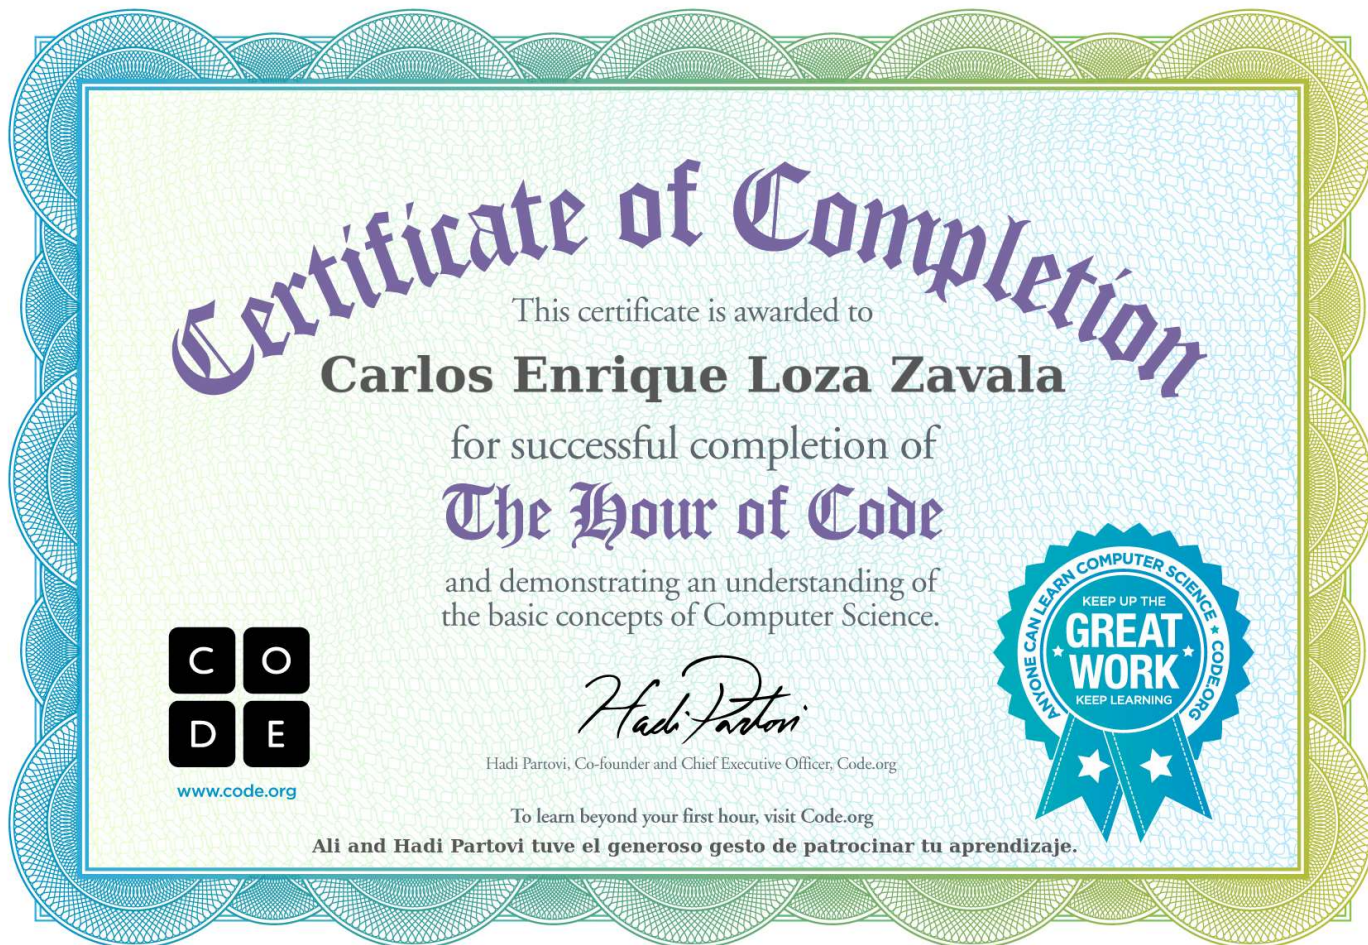 Certificate of Completion
This certificate is awarded to
Carlos Enrique Loza Zavala
for successful completion of
The Hour of Code
and demonstrating an understanding of
the basic concepts of Computer Science.
C O
D E
www.code.org
Hadi Partovi
Hadi Partovi, Co-founder and Chief Executive Officer, Code.org
To learn beyond your first hour, visit Code.org
Ali and Hadi Partovi tuve el generoso gesto de patrocinar tu aprendizaje.
ANYONE CAN LEARN COMPUTER SCIENCE ★ CODE.ORG
KEEP UP THE
GREAT
WORK
KEEP LEARNING